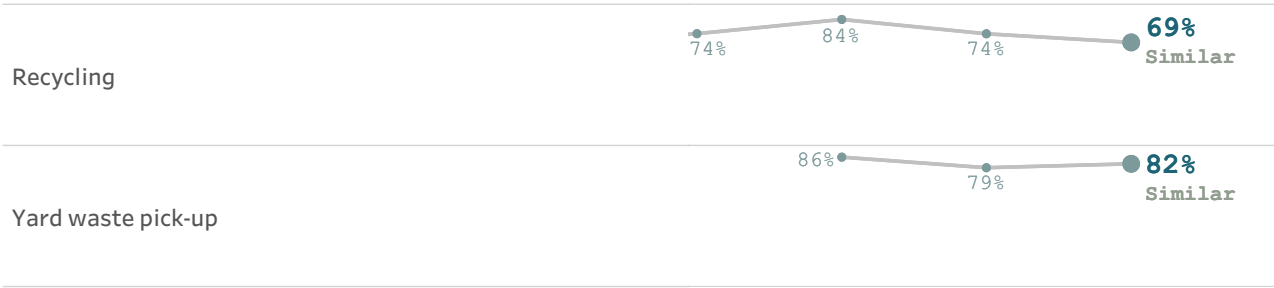 Recycling
74%
84%
74%
69%
Similar
Yard waste pick-up
86%
79%
82%
Similar